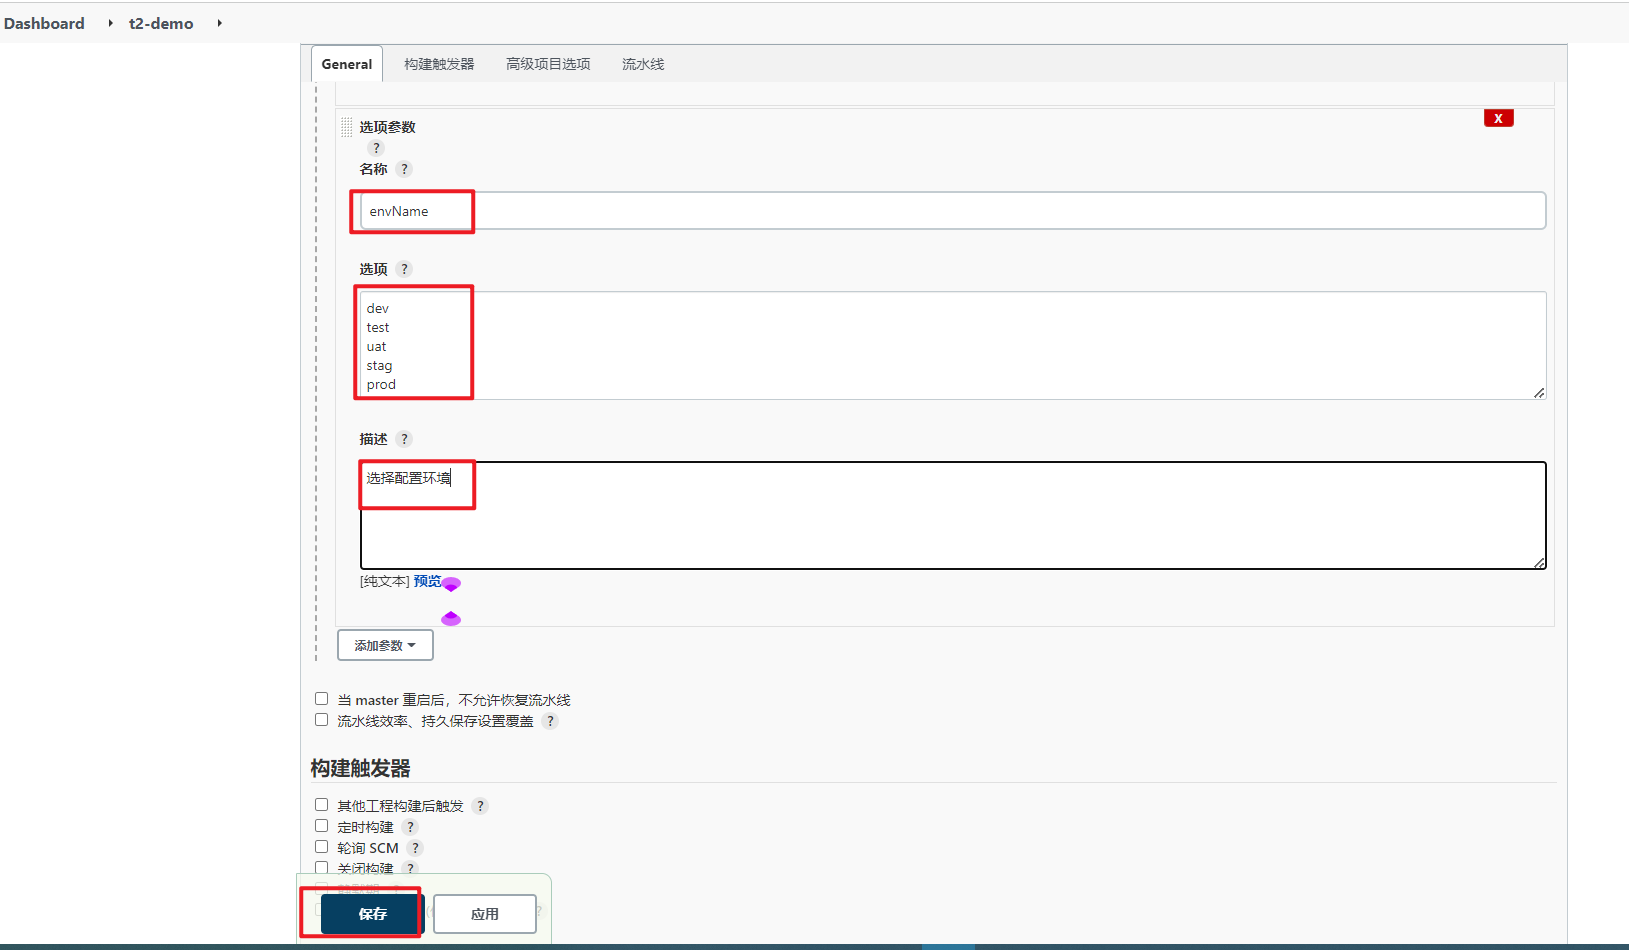 Dashboard t2-demo
General 构建触发器 高级项目选项 流水线
选项参数
X
?
名称 ?
envName
选项 ?
dev
test
uat
stag
prod
描述 ?
选择配置环境
[纯文本] 预览
添加参数
当 master 重启后，不允许恢复流水线
流水线效率、持久保存设置覆盖 ?
构建触发器
其他工程构建后触发 ?
定时构建 ?
轮询 SCM ?
关闭构建 ?
保存 应用